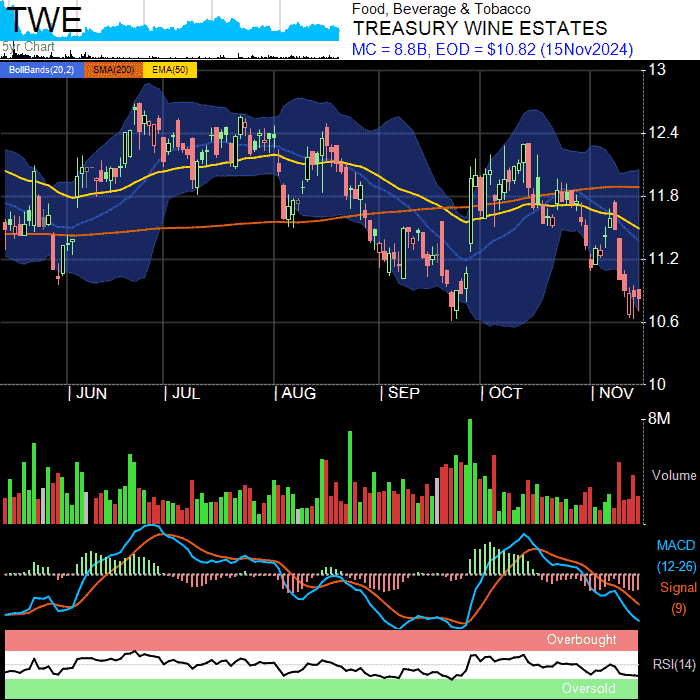 TWE
5yr Chart
Food, Beverage & Tobacco
TREASURY WINE ESTATES
MC = 8.8B, EOD = $10.82 (15Nov2024)
BollBands(20,2) SMA(200) EMA(50)
13
12.4
11.8
11.2
10.6
10
JUN JUL AUG SEP OCT NOV
8M
Volume
MACD
(12-26)
Signal
(9)
Overbought
RSI(14)
Oversold